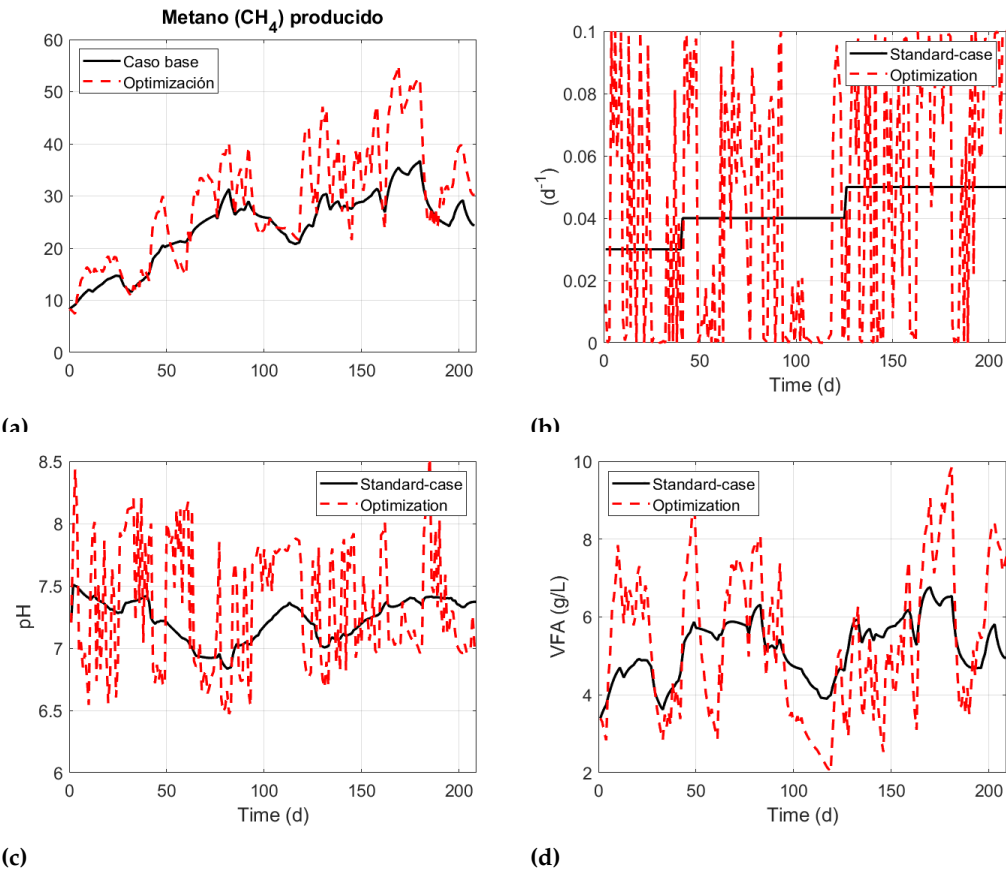 Metano (CH4) producido
60
50
40
30
20
10
0
0 50 100 150 200
Caso base
Optimización
(a)
0.1
0.08
0.06
0.04
0.02
0
(d-1)
0 50 100 150 200
Time (d)
Standard-case
Optimization
(b)
8.5
8
7.5
7
6.5
6
pH
0 50 100 150 200
Time (d)
Standard-case
Optimization
(c)
10
8
6
4
2
VFA (g/L)
0 50 100 150 200
Time (d)
Standard-case
Optimization
(d)